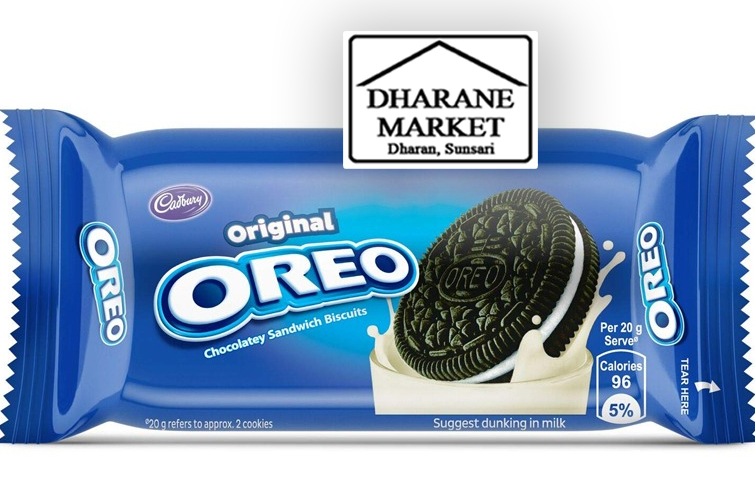 DHARANE
MARKET
Dharan, Sunsari
Cadbury
Original
OREO
Chocolatey Sandwich Biscuits
OREO
OREO
OREO
Per 20 g
Serve#
Calories
96
5%
TEAR HERE
#20 g refers to approx. 2 cookies
Suggest dunking in milk